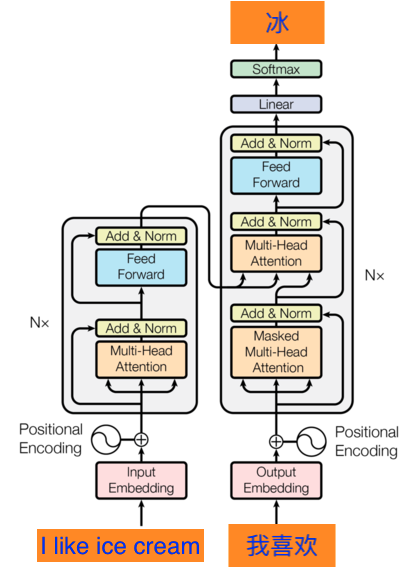 冰
Softmax
Linear
Add & Norm
Feed
Forward
Add & Norm
Multi-Head
Attention
Add & Norm
Masked
Multi-Head
Attention
N×
Add & Norm
Feed
Forward
Add & Norm
Multi-Head
Attention
N×
Positional
Encoding
Positional
Encoding
Input
Embedding
Output
Embedding
I like ice cream
我喜欢